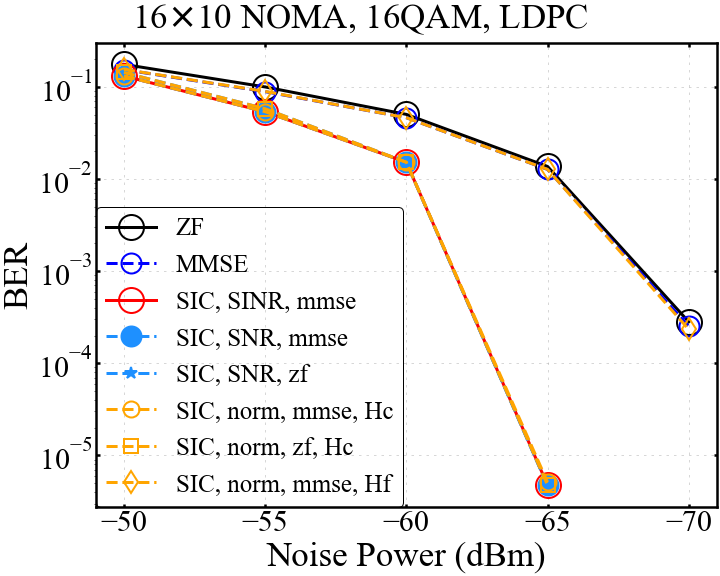 16×10 NOMA, 16QAM, LDPC
10⁻¹
10⁻²
10⁻³
10⁻⁴
10⁻⁵
BER
ZF
MMSE
SIC, SINR, mmse
SIC, SNR, mmse
SIC, SNR, zf
SIC, norm, mmse, Hc
SIC, norm, zf, Hc
SIC, norm, mmse, Hf
−50 −55 −60 −65 −70
Noise Power (dBm)